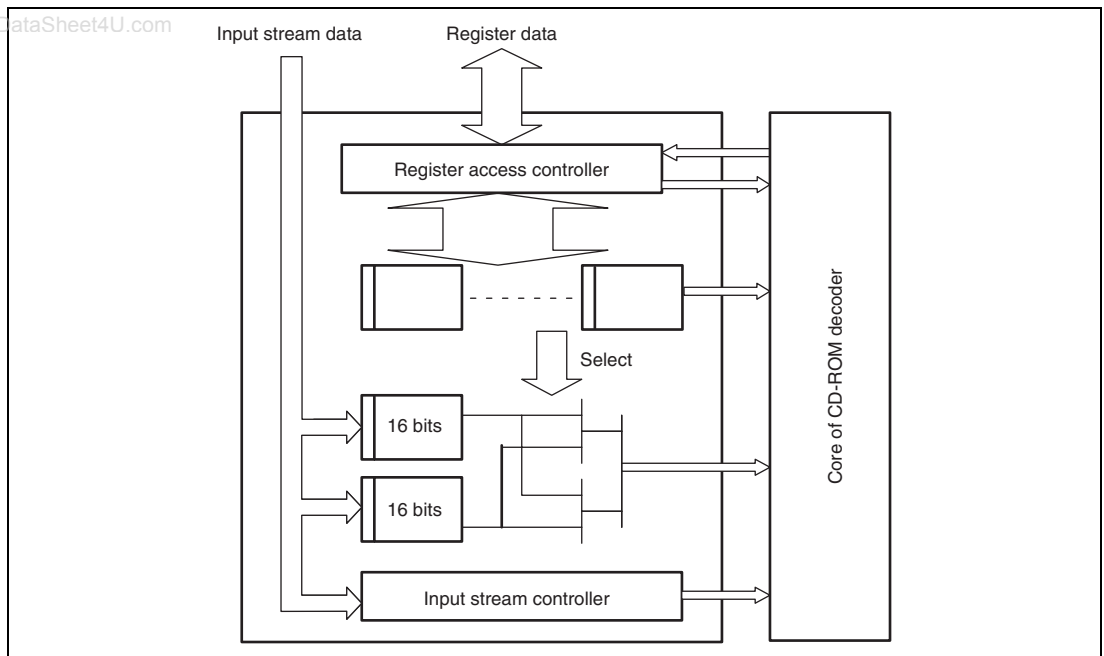 DataSheet4U.com
Input stream data
Register data
Register access controller
Select
16 bits
16 bits
Input stream controller
Core of CD-ROM decoder